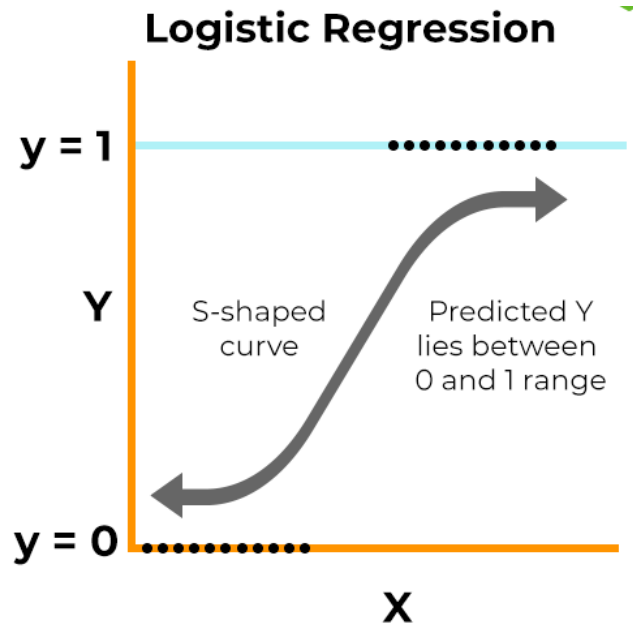 Logistic Regression
y = 1
Y
S-shaped
curve
Predicted Y
lies between
0 and 1 range
y = 0
X